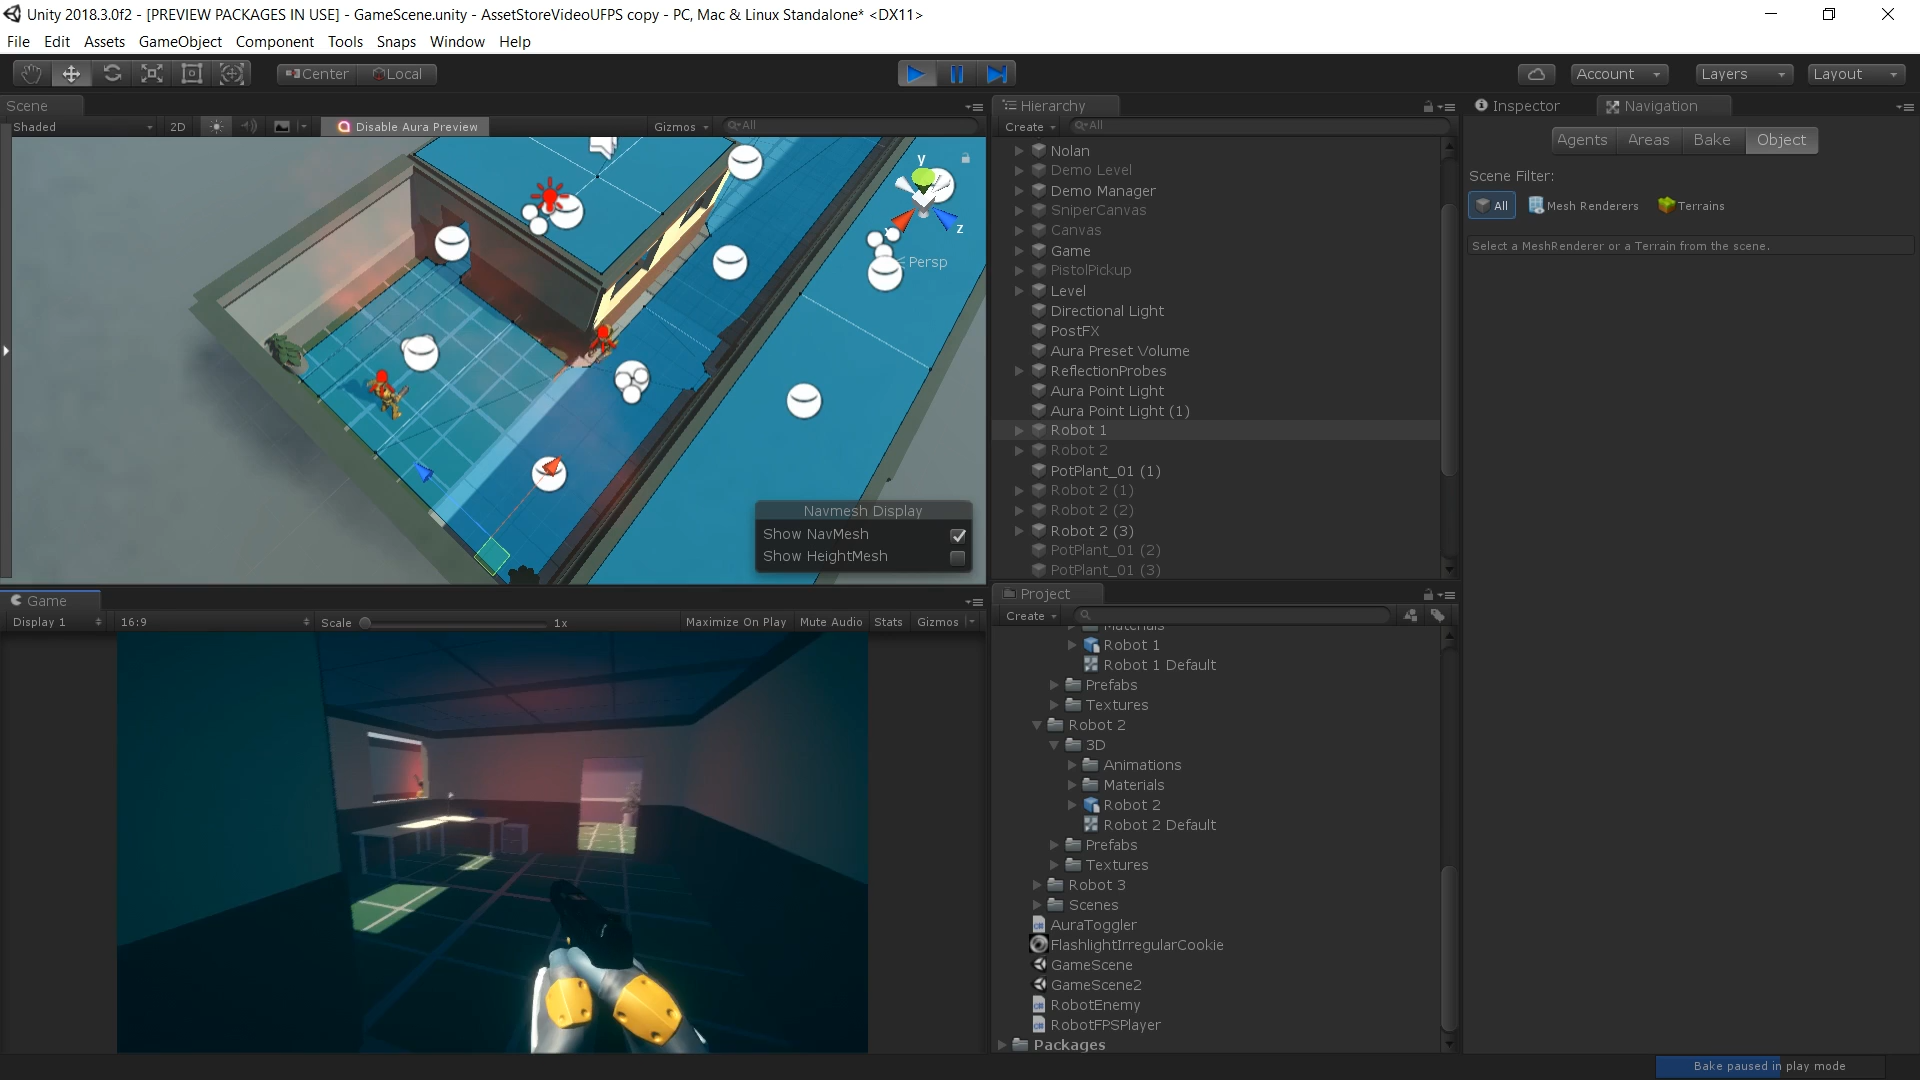 Unity 2018.3.0f2 - [PREVIEW PACKAGES IN USE] - GameScene.unity - AssetStoreVideoUFPS copy - PC, Mac & Linux Standalone* <DX11>
File Edit Assets GameObject Component Tools Snaps Window Help
Center Local Account Layers Layout
Scene
Shaded 2D Disable Aura Preview Gizmos All
y
x
z
Persp
Navmesh Display
Show NavMesh
Show HeightMesh
Game
Display 1 16:9 Scale 1x Maximize On Play Mute Audio Stats Gizmos
Hierarchy
Create All
Nolan
Demo Level
Demo Manager
SniperCanvas
Canvas
Game
PistolPickup
Level
Directional Light
PostFX
Aura Preset Volume
ReflectionProbes
Aura Point Light
Aura Point Light (1)
Robot 1
Robot 2
PotPlant_01 (1)
Robot 2 (1)
Robot 2 (2)
Robot 2 (3)
PotPlant_01 (2)
PotPlant_01 (3)
Project
Create
Materials
Robot 1
Robot 1 Default
Prefabs
Textures
Robot 2
3D
Animations
Materials
Robot 2
Robot 2 Default
Prefabs
Textures
Robot 3
Scenes
AuraToggler
FlashlightIrregularCookie
GameScene
GameScene2
RobotEnemy
RobotFPSPlayer
Packages
Inspector Navigation
Agents Areas Bake Object
Scene Filter:
All Mesh Renderers Terrains
Select a MeshRenderer or a Terrain from the scene.
Bake paused in play mode